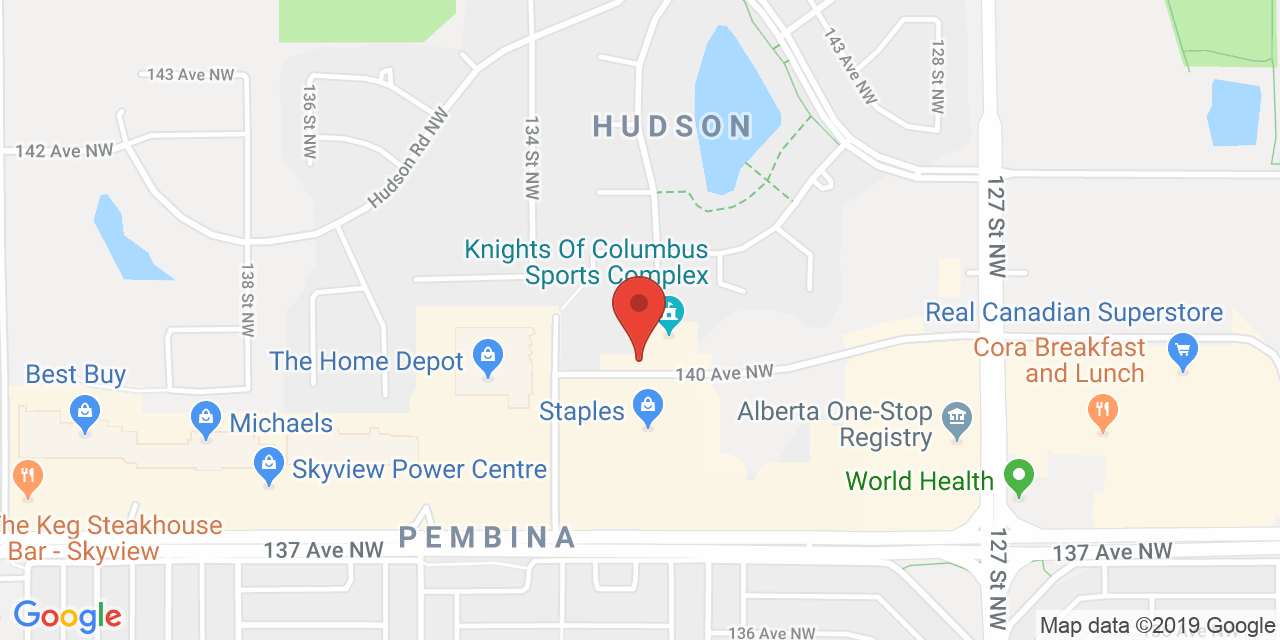 143 Ave NW
128 St NW
143 Ave NW
136 St NW
HUDSON
134 St NW
142 Ave NW
Hudson Rd NW
127 St NW
Knights Of Columbus
Sports Complex
138 St NW
Real Canadian Superstore
The Home Depot
Cora Breakfast
and Lunch
Best Buy
140 Ave NW
Michaels
Staples
Alberta One-Stop
Registry
Skyview Power Centre
World Health
The Keg Steakhouse
Bar - Skyview
PEMBINA
137 Ave NW
137 Ave NW
127 St NW
Google
136 Ave NW
Map data ©2019 Google